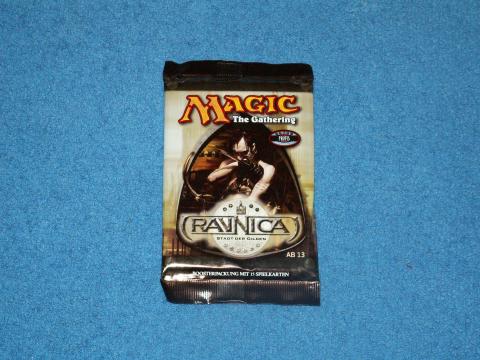 MAGIC
The Gathering
RAVNICA
STADT DER GILDEN
AB 13
BOOSTERPACKUNG MIT 15 SPIELKARTEN